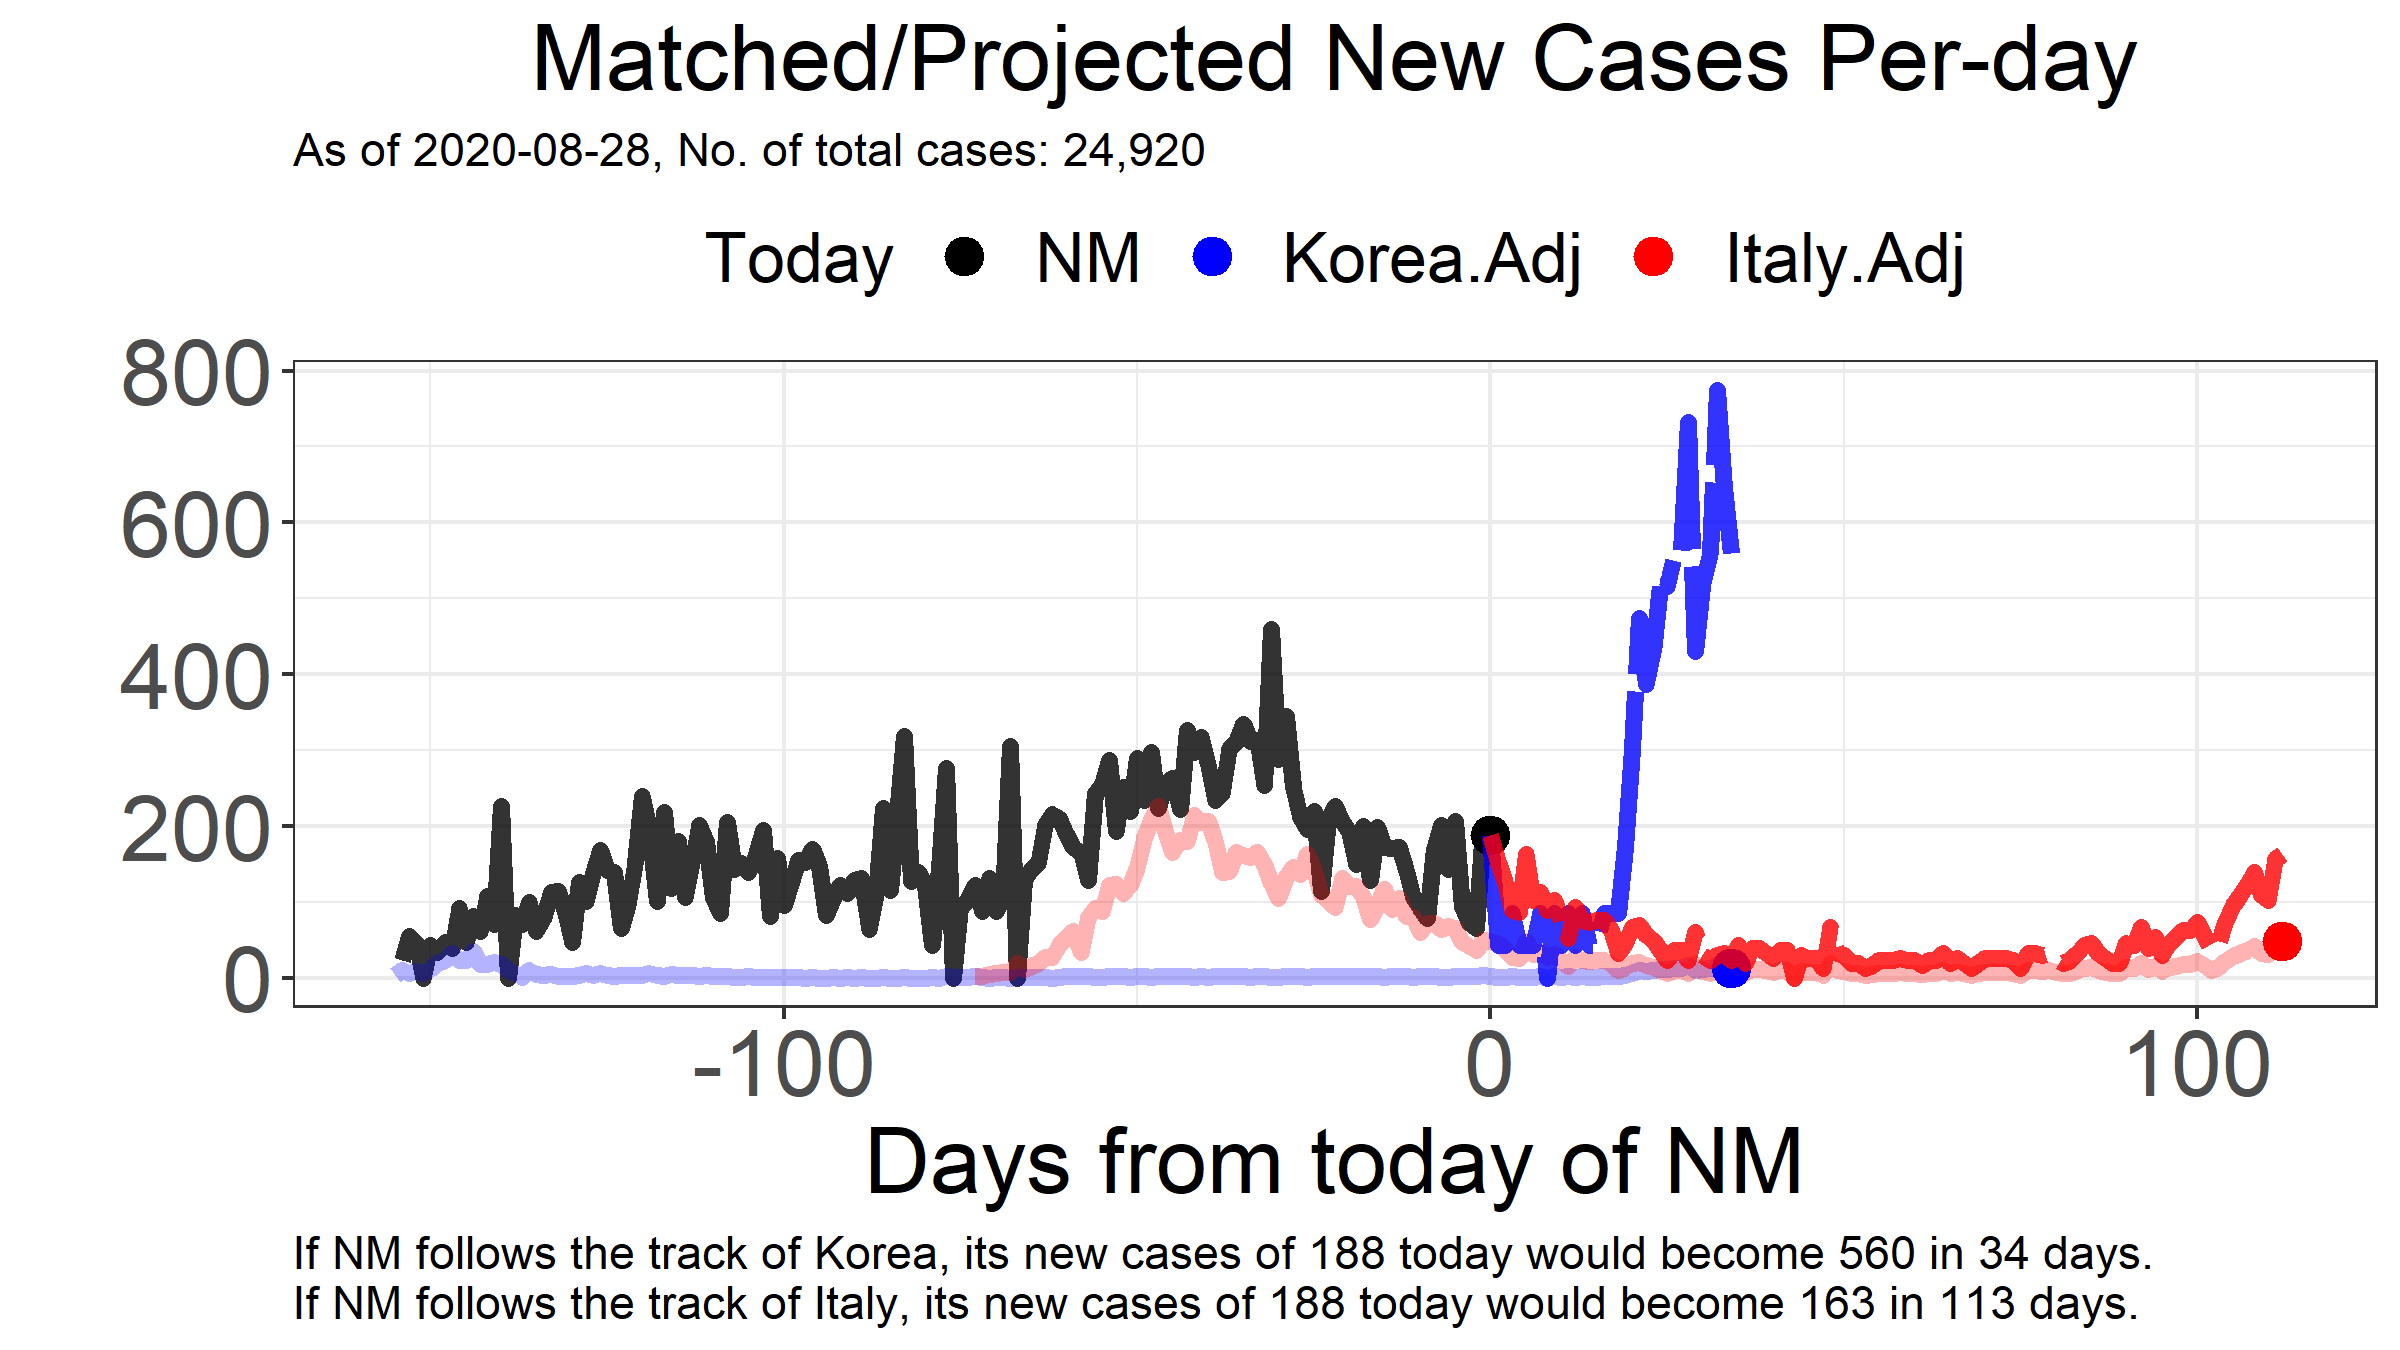 Matched/Projected New Cases Per-day
As of 2020-08-28, No. of total cases: 24,920
Today NM Korea.Adj Italy.Adj
800
600
400
200
0
-100 0 100
Days from today of NM
If NM follows the track of Korea, its new cases of 188 today would become 560 in 34 days.
If NM follows the track of Italy, its new cases of 188 today would become 163 in 113 days.